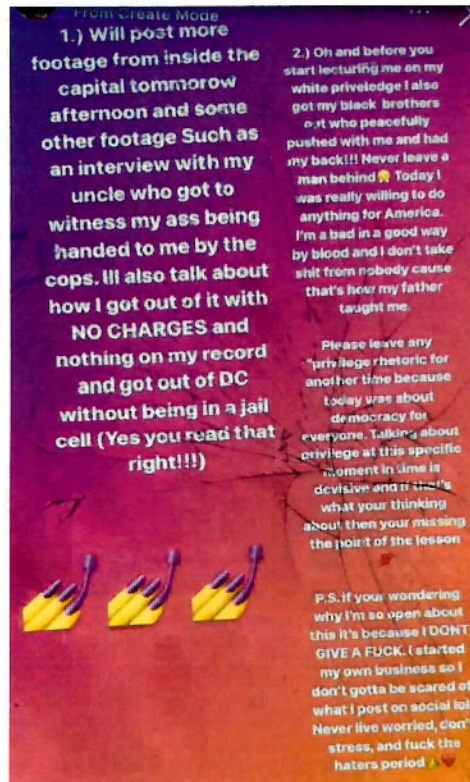 From Create Mode
1.) Will post more
footage from inside the
capital tommorow
afternoon and some
other footage Such as
an interview with my
uncle who got to
witness my ass being
handed to me by the
cops. Ill also talk about
how I got out of it with
NO CHARGES and
nothing on my record
and got out of DC
without being in a jail
cell (Yes you read that
right!!!)
2.) Oh and before you
start lecturing me on my
white priveledge I also
got my black brothers
out who peacefully
pushed with me and had
my back!!! Never leave a
man behind😤 Today I
was really willing to do
anything for America.
I'm a bad in a good way
by blood and I don't take
shit from nobody cause
that's how my father
taught me.
Please leave any
"privilege rhetoric for
another time because
today was about
democracy for
everyone. Talking about
privilege at this specific
moment in time is
devisive and if that's
what your thinking
about then your missing
the point of the lesson
💯
P.S. if your wondering
why I'm so open about
this it's because I DONT
GIVE A FUCK. I started
my own business so I
don't gotta be scared of
what I post on social lol
Never live worried, don't
stress, and fuck the
haters period